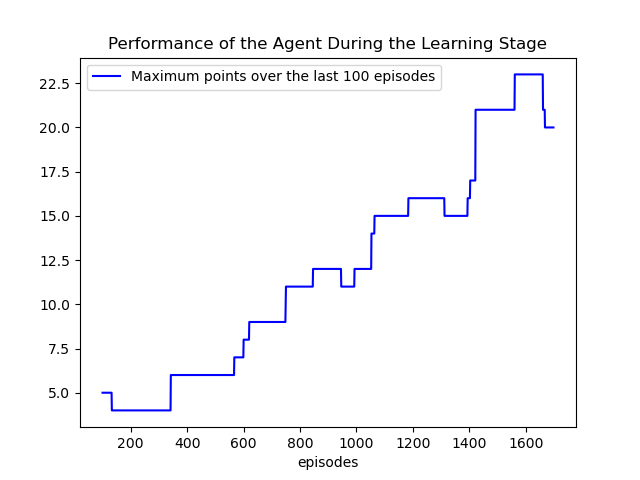 Performance of the Agent During the Learning Stage
Maximum points over the last 100 episodes
22.5
20.0
17.5
15.0
12.5
10.0
7.5
5.0
200 400 600 800 1000 1200 1400 1600
episodes